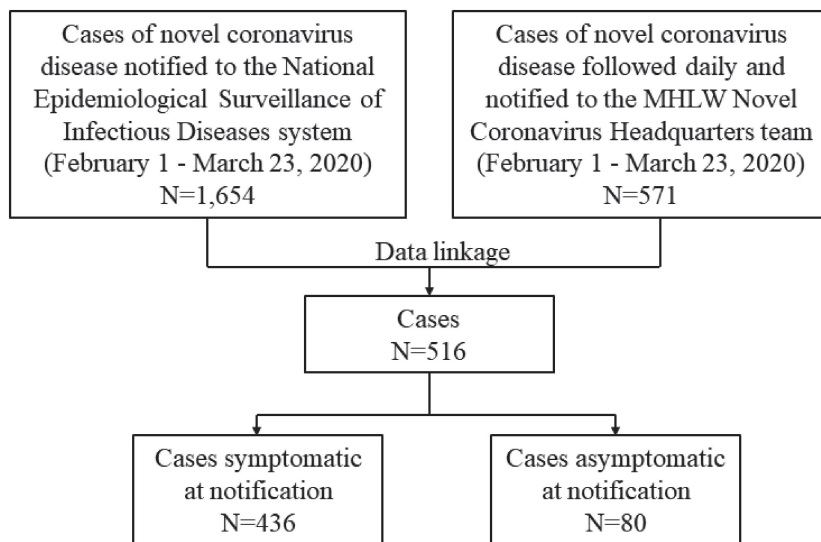 Cases of novel coronavirus
disease notified to the National
Epidemiological Surveillance of
Infectious Diseases system
(February 1 - March 23, 2020)
N=1,654
Cases of novel coronavirus
disease followed daily and
notified to the MHLW Novel
Coronavirus Headquarters team
(February 1 - March 23, 2020)
N=571
Data linkage
Cases
N=516
Cases symptomatic
at notification
N=436
Cases asymptomatic
at notification
N=80